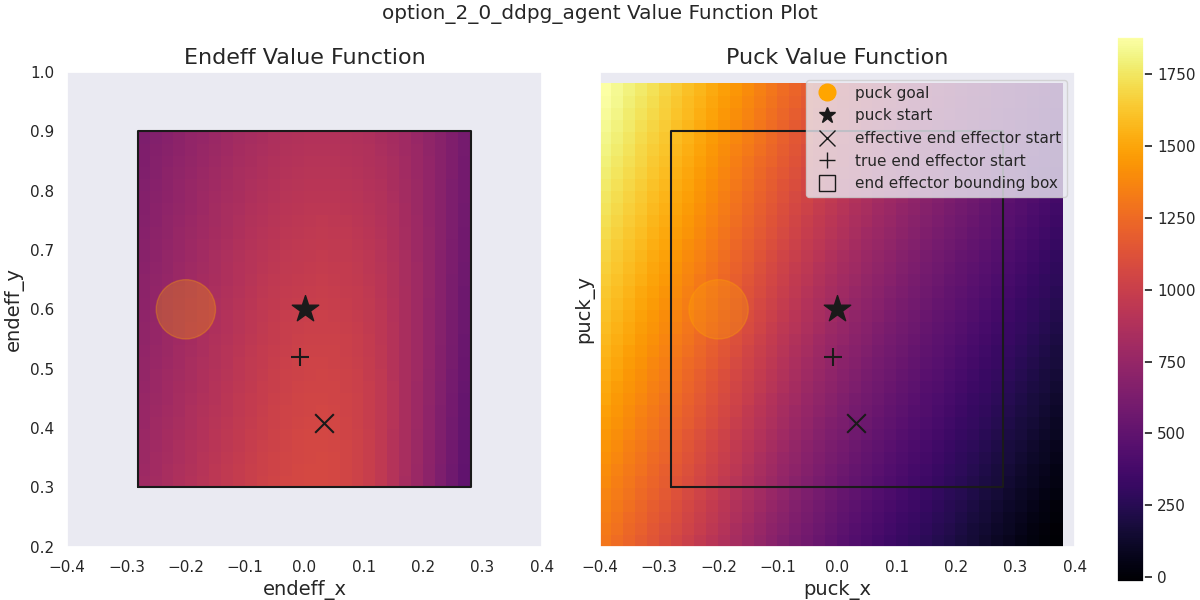 option_2_0_ddpg_agent Value Function Plot
Endeff Value Function
Puck Value Function
1.0
0.9
0.8
0.7
0.6
0.5
0.4
0.3
0.2
endeff_y
−0.4 −0.3 −0.2 −0.1 0.0 0.1 0.2 0.3 0.4
endeff_x
puck_y
puck goal
puck start
effective end effector start
true end effector start
end effector bounding box
−0.4 −0.3 −0.2 −0.1 0.0 0.1 0.2 0.3 0.4
puck_x
1750
1500
1250
1000
750
500
250
0